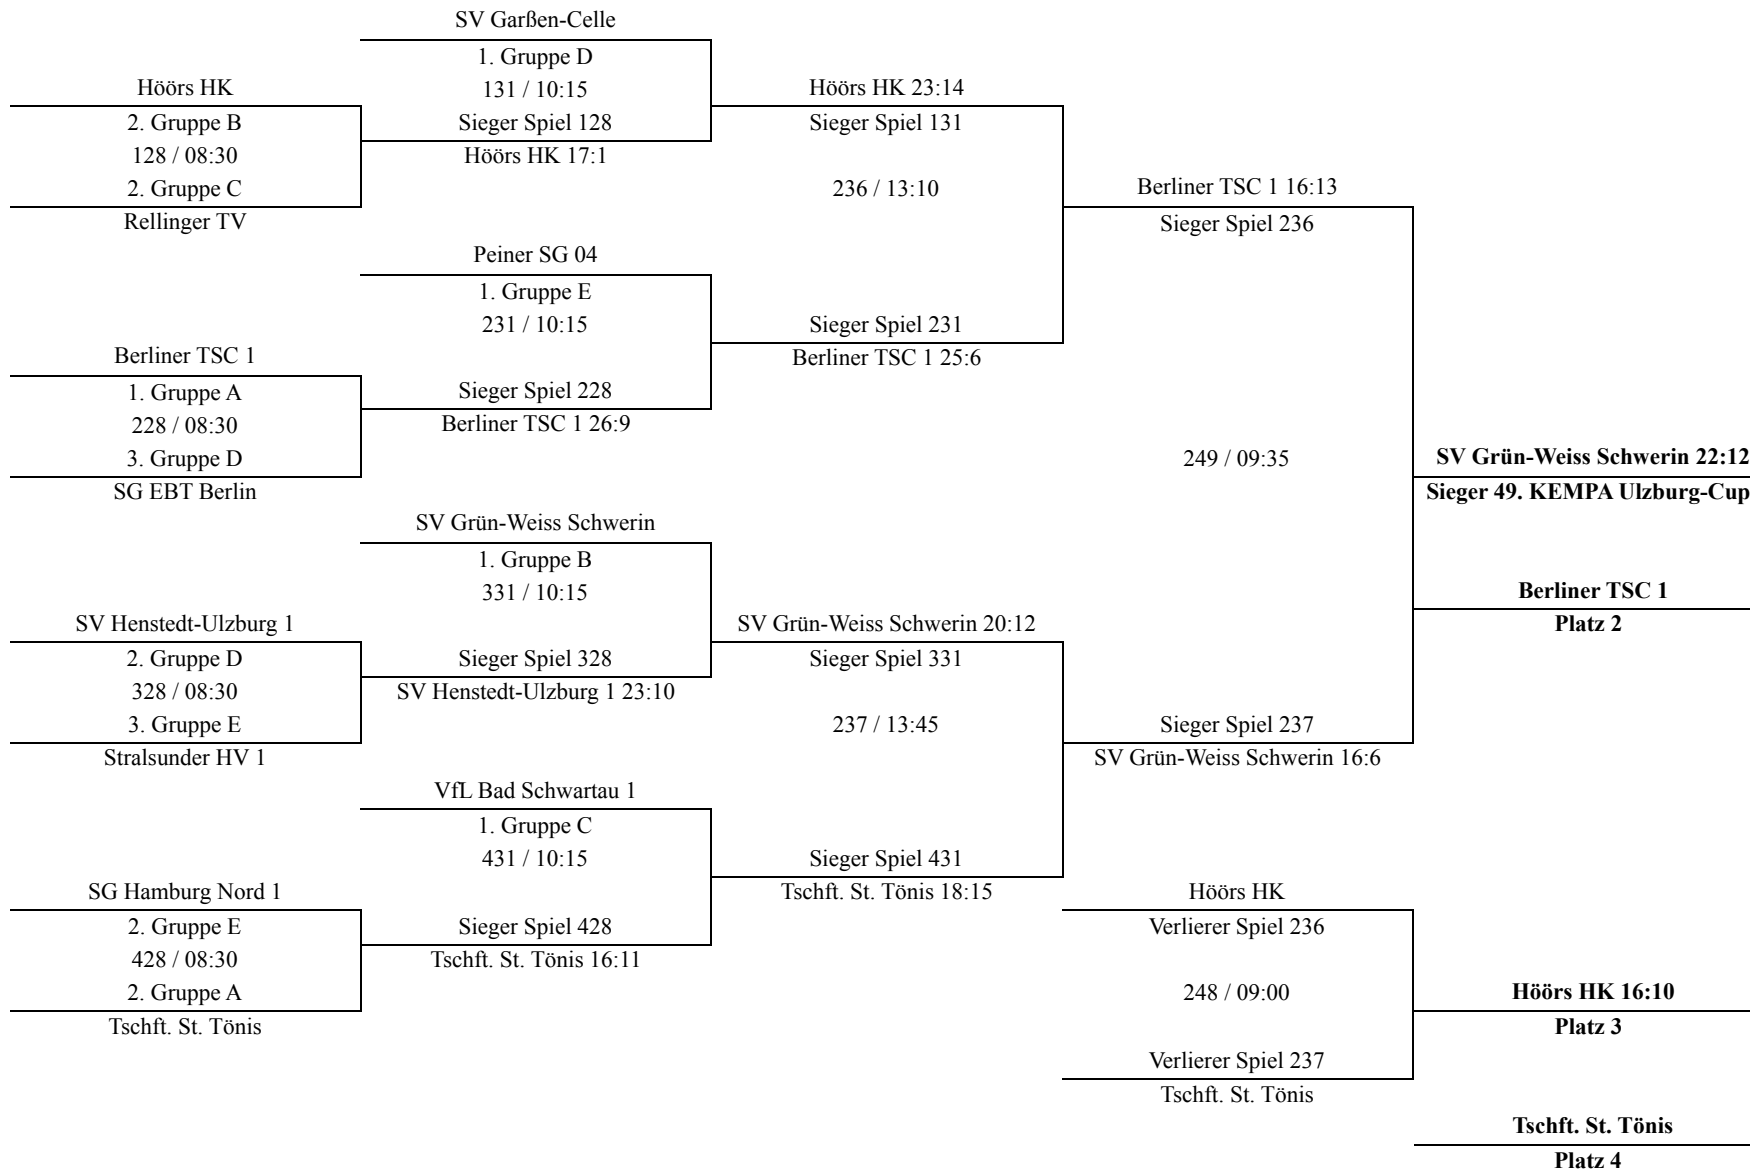 SV Garßen-Celle
1. Gruppe D
131 / 10:15
Sieger Spiel 128
Höörs HK 17:1
Höörs HK
2. Gruppe B
128 / 08:30
2. Gruppe C
Rellinger TV
Höörs HK 23:14
Sieger Spiel 131
236 / 13:10
Berliner TSC 1 16:13
Sieger Spiel 236
Peiner SG 04
1. Gruppe E
231 / 10:15
Sieger Spiel 231
Berliner TSC 1 25:6
Berliner TSC 1
1. Gruppe A
228 / 08:30
3. Gruppe D
SG EBT Berlin
Sieger Spiel 228
Berliner TSC 1 26:9
249 / 09:35
SV Grün-Weiss Schwerin 22:12
Sieger 49. KEMPA Ulzburg-Cup
SV Grün-Weiss Schwerin
1. Gruppe B
331 / 10:15
Berliner TSC 1
Platz 2
SV Henstedt-Ulzburg 1
2. Gruppe D
328 / 08:30
3. Gruppe E
Stralsunder HV 1
Sieger Spiel 328
SV Henstedt-Ulzburg 1 23:10
SV Grün-Weiss Schwerin 20:12
Sieger Spiel 331
237 / 13:45
Sieger Spiel 237
SV Grün-Weiss Schwerin 16:6
VfL Bad Schwartau 1
1. Gruppe C
431 / 10:15
Sieger Spiel 431
Tschft. St. Tönis 18:15
SG Hamburg Nord 1
2. Gruppe E
428 / 08:30
2. Gruppe A
Tschft. St. Tönis
Sieger Spiel 428
Tschft. St. Tönis 16:11
Höörs HK
Verlierer Spiel 236
248 / 09:00
Verlierer Spiel 237
Tschft. St. Tönis
Höörs HK 16:10
Platz 3
Tschft. St. Tönis
Platz 4